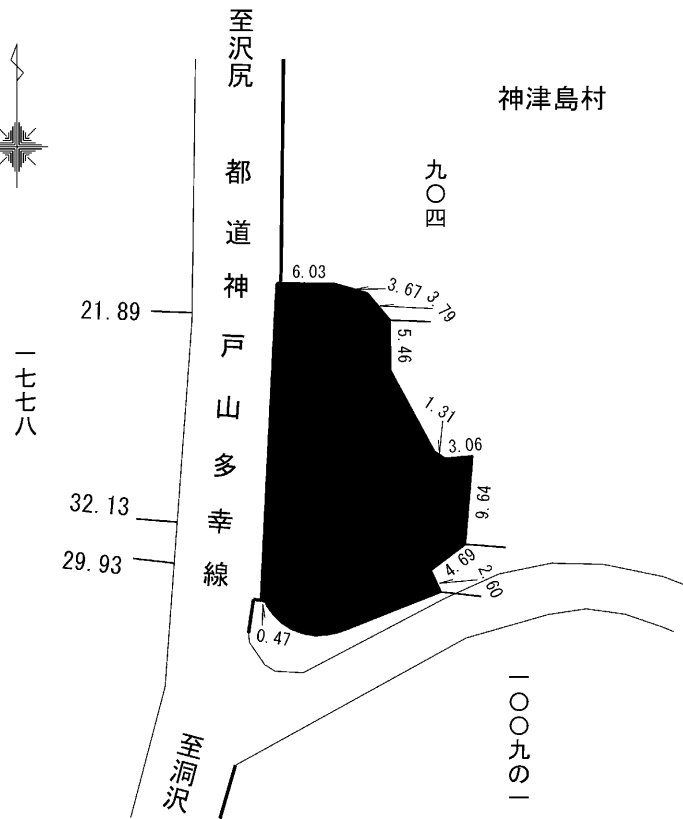 至沢尻
神津島村
都道神戸山多幸線
九〇四
6.03
3.67
3.79
21.89
5.46
一七七八
1.31
3.06
9.64
32.13
29.93
4.69
2.60
0.47
一〇〇九の一
至洞沢